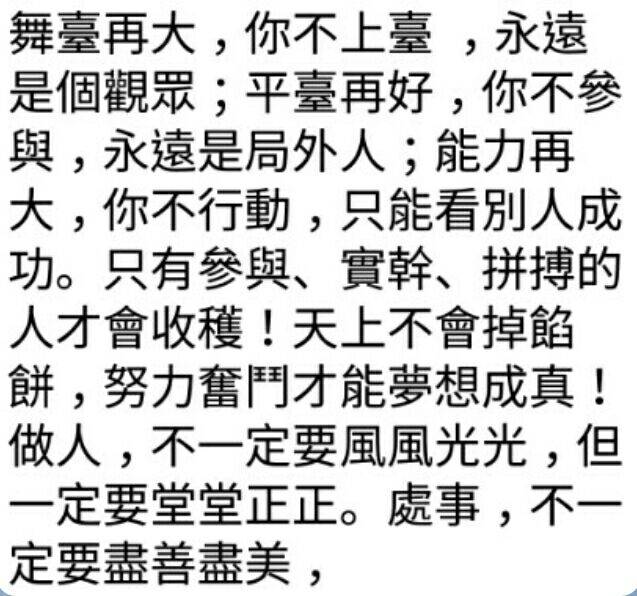 舞臺再大，你不上臺 ，永遠
是個觀眾；平臺再好，你不參
與，永遠是局外人；能力再
大，你不行動，只能看別人成
功。只有參與、實幹、拼搏的
人才會收穫！天上不會掉餡
餅，努力奮鬥才能夢想成真！
做人，不一定要風風光光，但
一定要堂堂正正。處事，不一
定要盡善盡美，